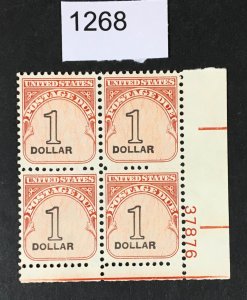 1268
UNITED STATES
POSTAGE DUE
1
DOLLAR
UNITED STATES
POSTAGE DUE
1
DOLLAR
UNITED STATES
POSTAGE DUE
1
DOLLAR
UNITED STATES
POSTAGE DUE
1
DOLLAR
37876